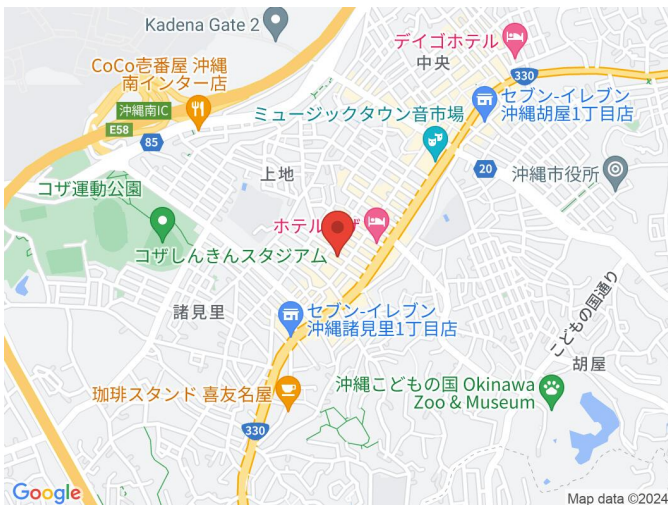 Kadena Gate 2
デイゴホテル
中央
330
CoCo壱番屋 沖縄
南インター店
沖縄南IC
E58
85
ミュージックタウン音市場
セブン-イレブン
沖縄胡屋1丁目店
20
沖縄市役所
上地
コザ運動公園
ホテル
コザしんきんスタジアム
諸見里
セブン-イレブン
沖縄諸見里1丁目店
こどもの国通り
胡屋
珈琲スタンド 喜友名屋
沖縄こどもの国 Okinawa
Zoo & Museum
330
Google
Map data ©2024